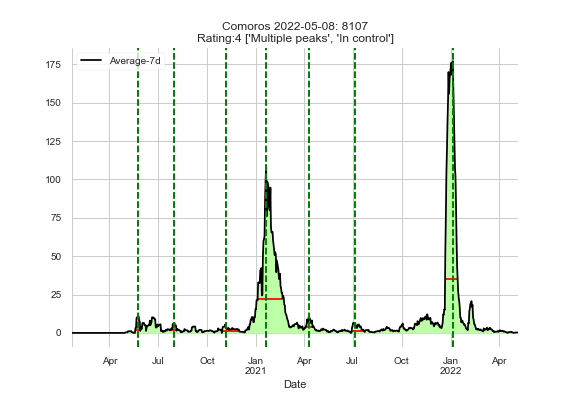 Comoros 2022-05-08: 8107
Rating:4 ['Multiple peaks', 'In control']
Average-7d
175
150
125
100
75
50
25
0
Apr
Jul
Oct
Jan
2021
Apr
Jul
Oct
Jan
2022
Apr
Date